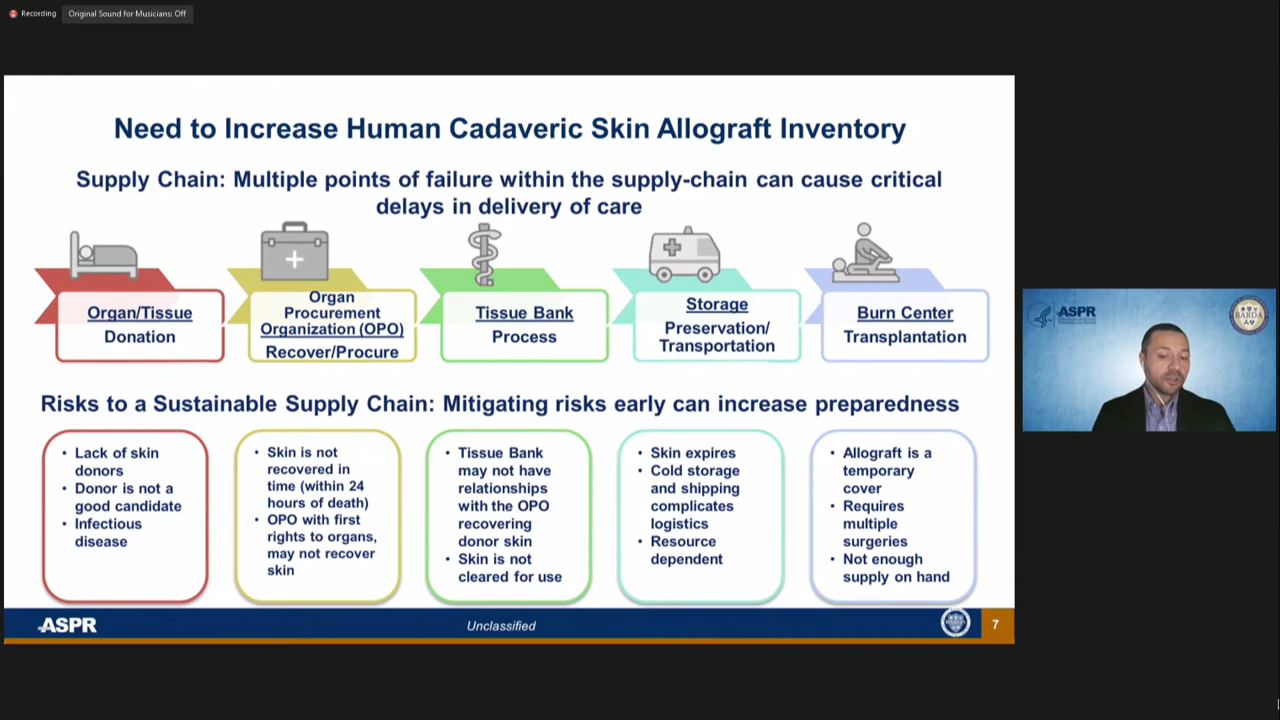 Recording
Original Sound for Musicians: Off
Need to Increase Human Cadaveric Skin Allograft Inventory
Supply Chain: Multiple points of failure within the supply-chain can cause critical
delays in delivery of care
Organ/Tissue
Donation
Organ
Procurement
Organization (OPO)
Recover/Procure
Tissue Bank
Process
Storage
Preservation/
Transportation
Burn Center
Transplantation
Risks to a Sustainable Supply Chain: Mitigating risks early can increase preparedness
• Lack of skin
donors
• Donor is not a
good candidate
• Infectious
disease
• Skin is not
recovered in
time (within 24
hours of death)
• OPO with first
rights to organs,
may not recover
skin
• Tissue Bank
may not have
relationships
with the OPO
recovering
donor skin
• Skin is not
cleared for use
• Skin expires
• Cold storage
and shipping
complicates
logistics
• Resource
dependent
• Allograft is a
temporary
cover
• Requires
multiple
surgeries
• Not enough
supply on hand
ASPR
Unclassified
7
ASPR
BARDA